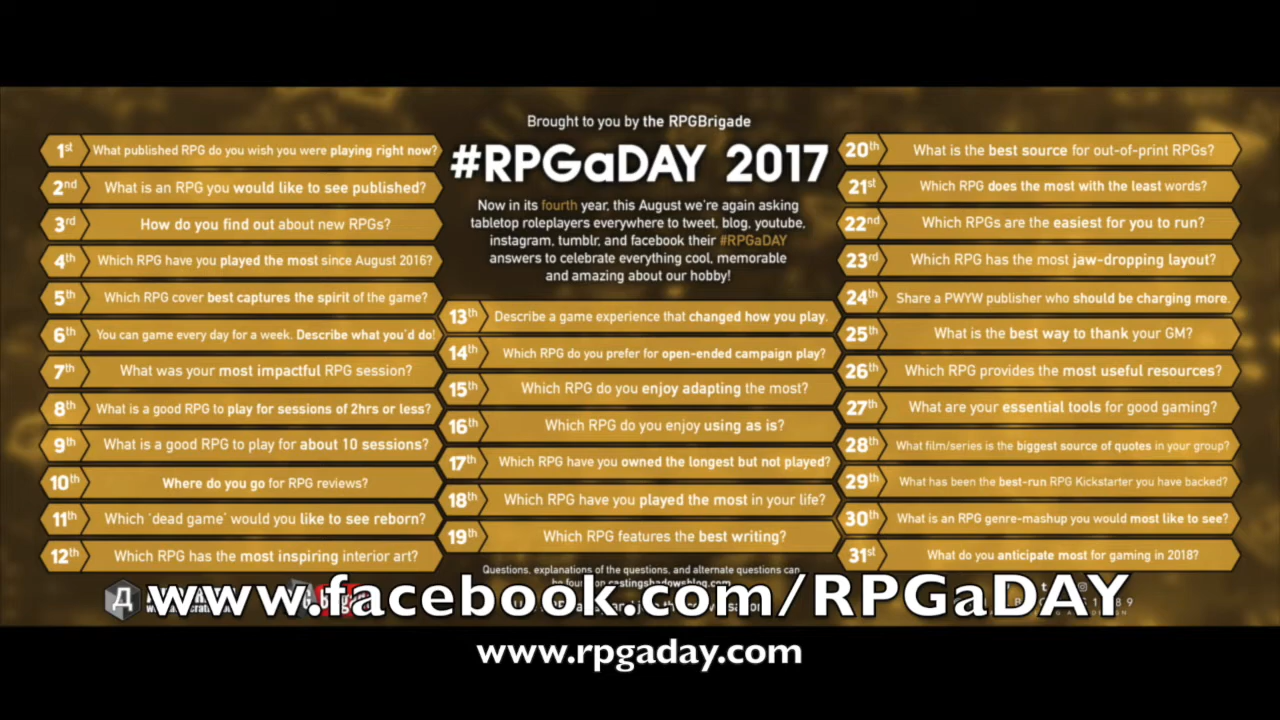 Brought to you by the RPGBrigade
#RPGaDAY 2017
Now in its fourth year, this August we're again asking
tabletop roleplayers everywhere to tweet, blog, youtube,
instagram, tumblr, and facebook their #RPGaDAY
answers to celebrate everything cool, memorable
and amazing about our hobby!
1st What published RPG do you wish you were playing right now?
2nd What is an RPG you would like to see published?
3rd How do you find out about new RPGs?
4th Which RPG have you played the most since August 2016?
5th Which RPG cover best captures the spirit of the game?
6th You can game every day for a week. Describe what you'd do!
7th What was your most impactful RPG session?
8th What is a good RPG to play for sessions of 2hrs or less?
9th What is a good RPG to play for about 10 sessions?
10th Where do you go for RPG reviews?
11th Which 'dead game' would you like to see reborn?
12th Which RPG has the most inspiring interior art?
13th Describe a game experience that changed how you play.
14th Which RPG do you prefer for open-ended campaign play?
15th Which RPG do you enjoy adapting the most?
16th Which RPG do you enjoy using as is?
17th Which RPG have you owned the longest but not played?
18th Which RPG have you played the most in your life?
19th Which RPG features the best writing?
20th What is the best source for out-of-print RPGs?
21st Which RPG does the most with the least words?
22nd Which RPGs are the easiest for you to run?
23rd Which RPG has the most jaw-dropping layout?
24th Share a PWYW publisher who should be charging more.
25th What is the best way to thank your GM?
26th Which RPG provides the most useful resources?
27th What are your essential tools for good gaming?
28th What film/series is the biggest source of quotes in your group?
29th What has been the best-run RPG Kickstarter you have backed?
30th What is an RPG genre-mashup you would most like to see?
31st What do you anticipate most for gaming in 2018?
Questions, explanations of the questions, and alternate questions can
be found on castingshadowsblog.com
www.facebook.com/RPGaDAY
www.rpgaday.com